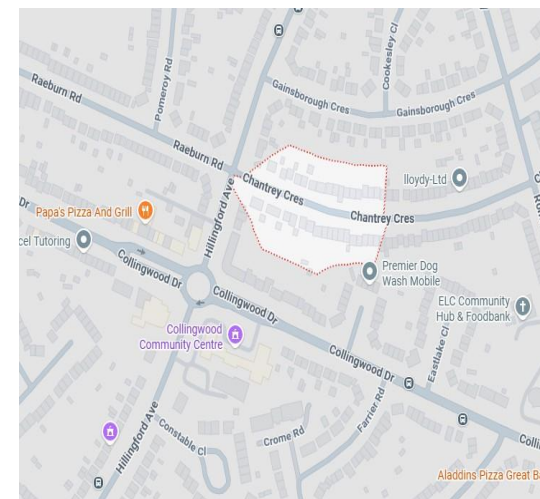 Cookesley Cl
Pomeroy Rd
Raeburn Rd
Gainsborough Cres
Gainsborough Cres
Raeburn Rd
Hillingford Ave
Chantrey Cres
lloydy-Ltd
Papa's Pizza And Grill
Chantrey Cres
Dr
cel Tutoring
Premier Dog
Wash Mobile
Collingwood Dr
Collingwood Dr
ELC Community
Hub & Foodbank
Collingwood
Community Centre
Eastlake Cl
Collingwood Dr
Farrier Rd
Hillingford Ave
Constable Cl
Crome Rd
Colli
Aladdins Pizza Great Ba